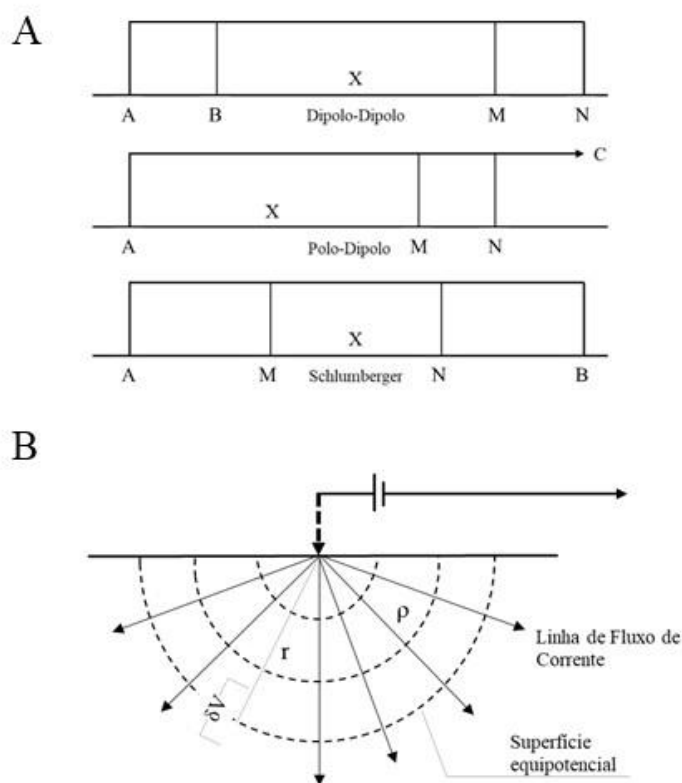 A
X
A B Dipolo-Dipolo M N
C
X
A Polo-Dipolo M N
X
A M Schlumberger N B
B
ρ
Linha de Fluxo de
Corrente
r
Superfície
equipotencial